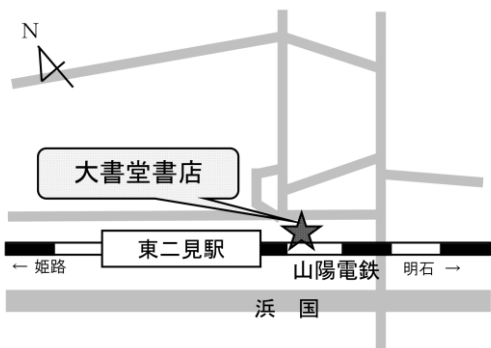 N
大書堂書店
東二見駅
← 姫路
山陽電鉄
明石 →
浜 国